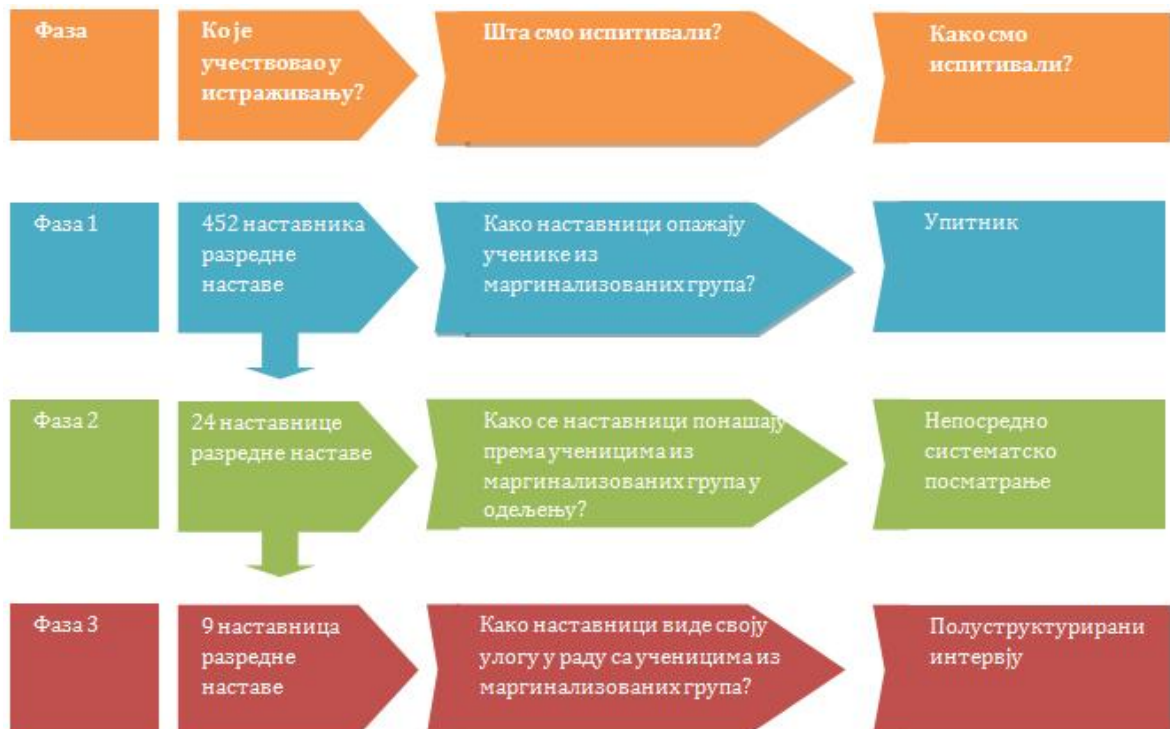 Фаза
Ко је
учествовао у
истраживању?
Шта смо испитивали?
Како смо
испитивали?
Фаза 1
452 наставника
разредне
наставе
Како наставници опажају
ученике из
маргинализованих група?
Упитник
Фаза 2
24 наставнице
разредне наставе
Како се наставници понашају
према ученицима из
маргинализованих група у
одељењу?
Непосредно
систематско
посматрање
Фаза 3
9 наставница
разредне
наставе
Како наставници виде своју
улогу у раду са ученицима из
маргинализованих група?
Полуструктурирани
интервју